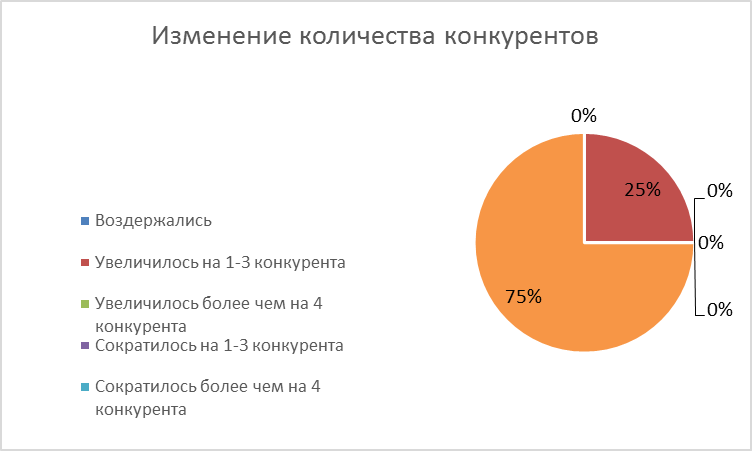 Изменение количества конкурентов
0%
25%
0%
0%
0%
75%
Воздержались
Увеличилось на 1-3 конкурента
Увеличилось более чем на 4
конкурента
Сократилось на 1-3 конкурента
Сократилось более чем на 4
конкурента